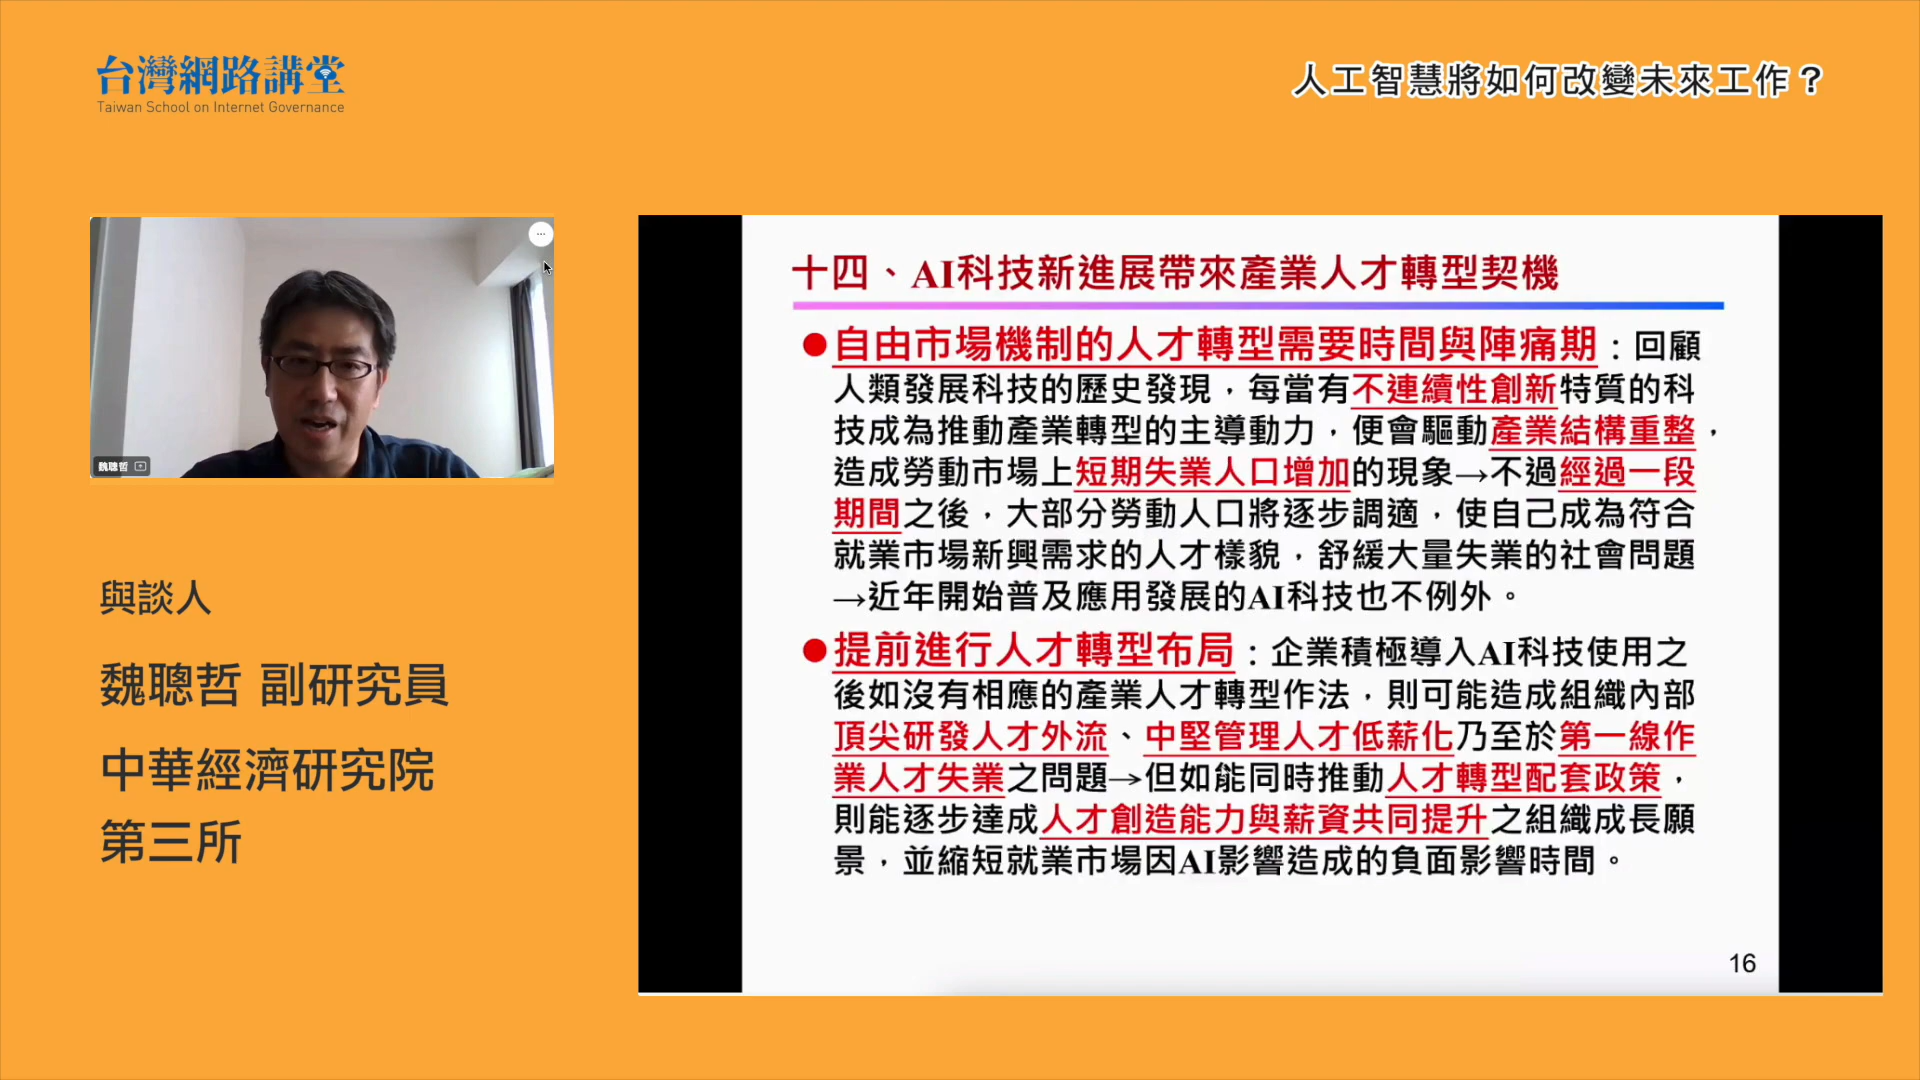 台灣網路講堂
Taiwan School on Internet Governance
人工智慧將如何改變未來工作？
魏聰哲
與談人
魏聰哲 副研究員
中華經濟研究院
第三所
十四、AI科技新進展帶來產業人才轉型契機
●自由市場機制的人才轉型需要時間與陣痛期：回顧
人類發展科技的歷史發現，每當有不連續性創新特質的科
技成為推動產業轉型的主導動力，便會驅動產業結構重整，
造成勞動市場上短期失業人口增加的現象→不過經過一段
期間之後，大部分勞動人口將逐步調適，使自己成為符合
就業市場新興需求的人才樣貌，舒緩大量失業的社會問題
→近年開始普及應用發展的AI科技也不例外。
●提前進行人才轉型布局：企業積極導入AI科技使用之
後如沒有相應的產業人才轉型作法，則可能造成組織內部
頂尖研發人才外流、中堅管理人才低薪化乃至於第一線作
業人才失業之問題→但如能同時推動人才轉型配套政策，
則能逐步達成人才創造能力與薪資共同提升之組織成長願
景，並縮短就業市場因AI影響造成的負面影響時間。
16